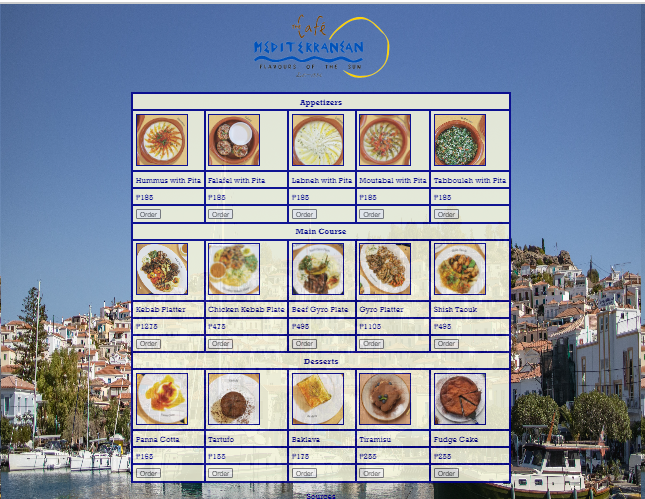 Café
MEDITERRANEAN
FLAVOURS OF THE SUN
Appetizers
Hummus with Pita Falafel with Pita Labneh with Pita Moutabal with Pita Tabbouleh with Pita
₱185 ₱185 ₱185 ₱185 ₱185
Order Order Order Order Order
Main Course
Kebab Platter Chicken Kebab Plate Beef Gyro Plate Gyro Platter Shish Taouk
₱1275 ₱475 ₱495 ₱1105 ₱495
Order Order Order Order Order
Desserts
Panna Cotta Tartufo Baklava Tiramisu Fudge Cake
₱165 ₱155 ₱175 ₱255 ₱255
Order Order Order Order Order
Sources